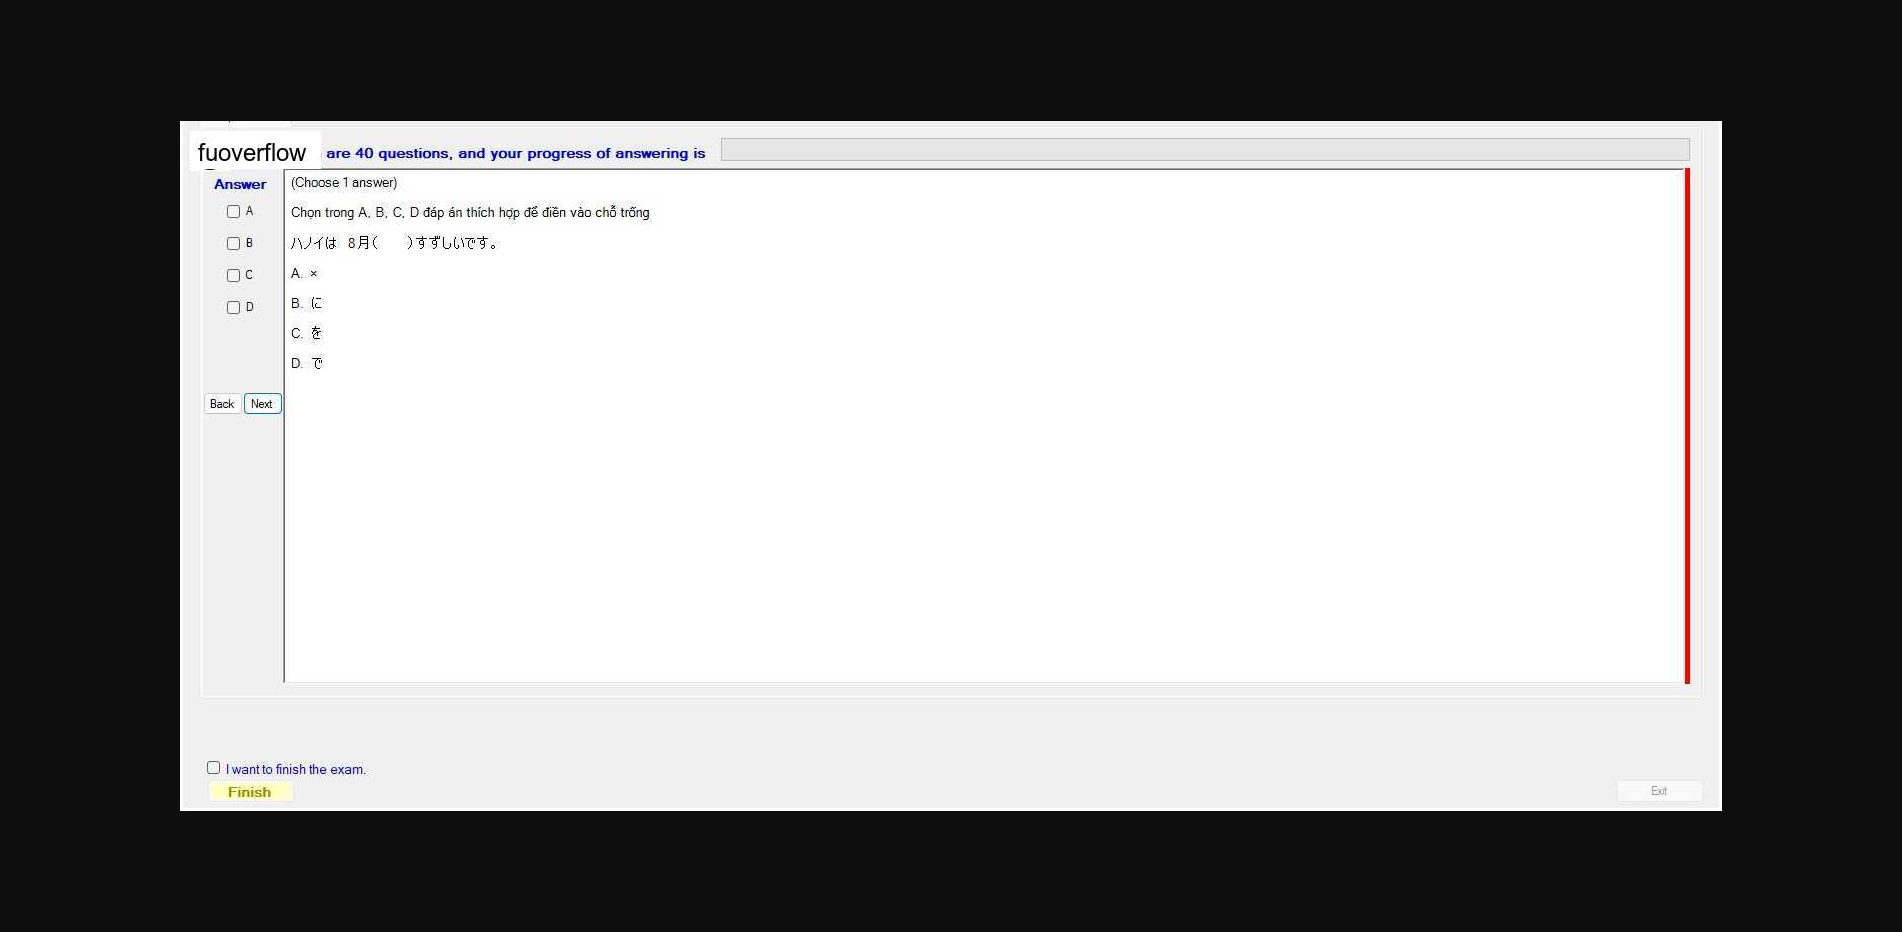 fuoverflow are 40 questions, and your progress of answering is
Answer
A
B
C
D
Back Next
(Choose 1 answer)
Chọn trong A, B, C, D đáp án thích hợp để điền vào chỗ trống
ハノイは 8月( )すずしいです。
A. ×
B. に
C. を
D. で
I want to finish the exam.
Finish
Exit